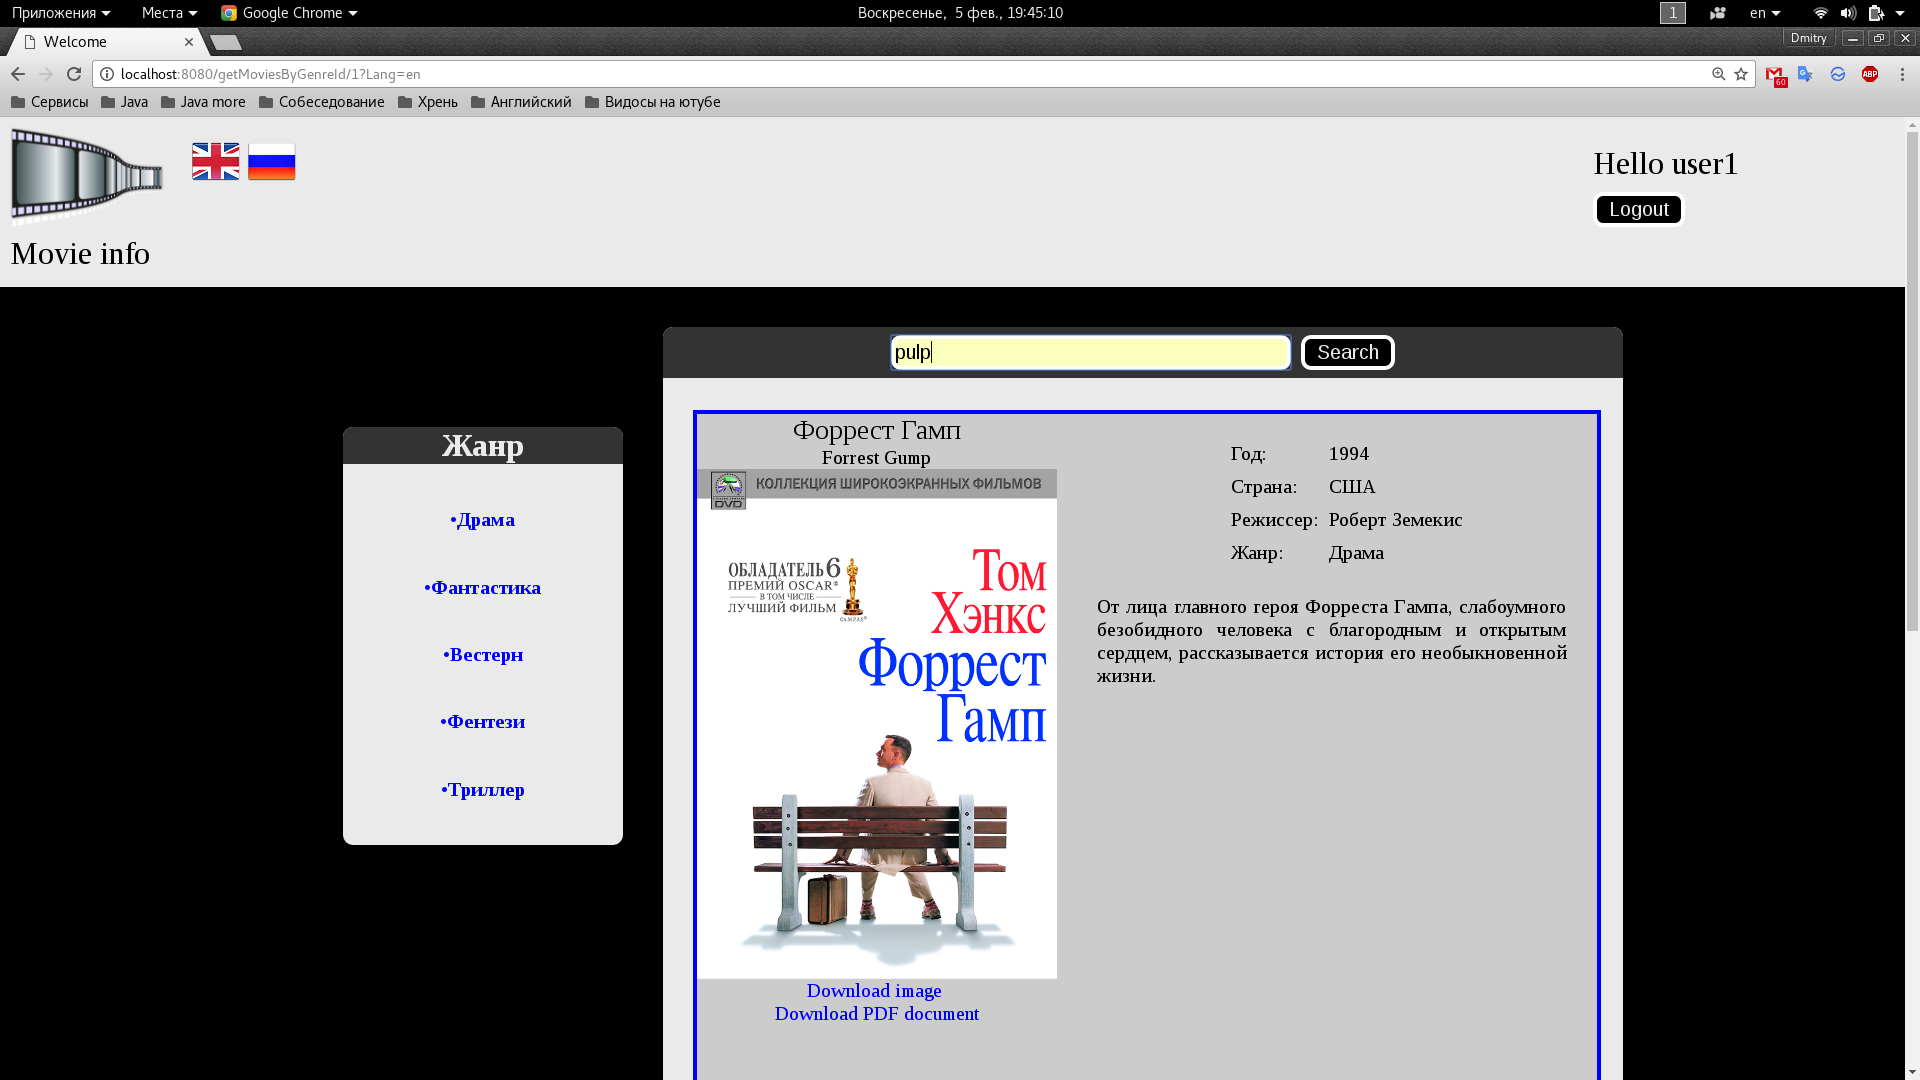 Приложения
Места
Google Chrome
Воскресенье, 5 фев., 19:45:10
1
en
Welcome
Dmitry
localhost:8080/getMoviesByGenreId/1?Lang=en
60
ABP
Сервисы
Java
Java more
Собеседование
Хрень
Английский
Видосы на ютубе
Movie info
Hello user1
Logout
pulp
Search
Жанр
•Драма
•Фантастика
•Вестерн
•Фентези
•Триллер
Форрест Гамп
Forrest Gump
DVD
КОЛЛЕКЦИЯ ШИРОКОЭКРАННЫХ ФИЛЬМОВ
ОБЛАДАТЕЛЬ 6
ПРЕМИЙ OSCAR®
В ТОМ ЧИСЛЕ
ЛУЧШИЙ ФИЛЬМ
©A.M.P.A.S.®
Том
Хэнкс
Форрест
Гамп
Download image
Download PDF document
Год: 1994
Страна: США
Режиссер: Роберт Земекис
Жанр: Драма
От лица главного героя Форреста Гампа, слабоумного
безобидного человека с благородным и открытым
сердцем, рассказывается история его необыкновенной
жизни.